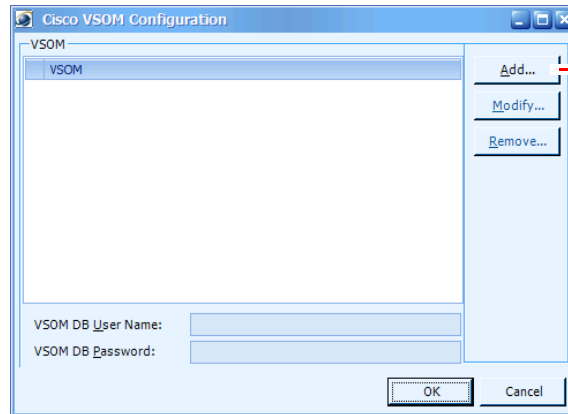 Cisco VSOM Configuration
VSOM
VSOM
Add...
Modify...
Remove...
VSOM DB User Name:
VSOM DB Password:
OK
Cancel